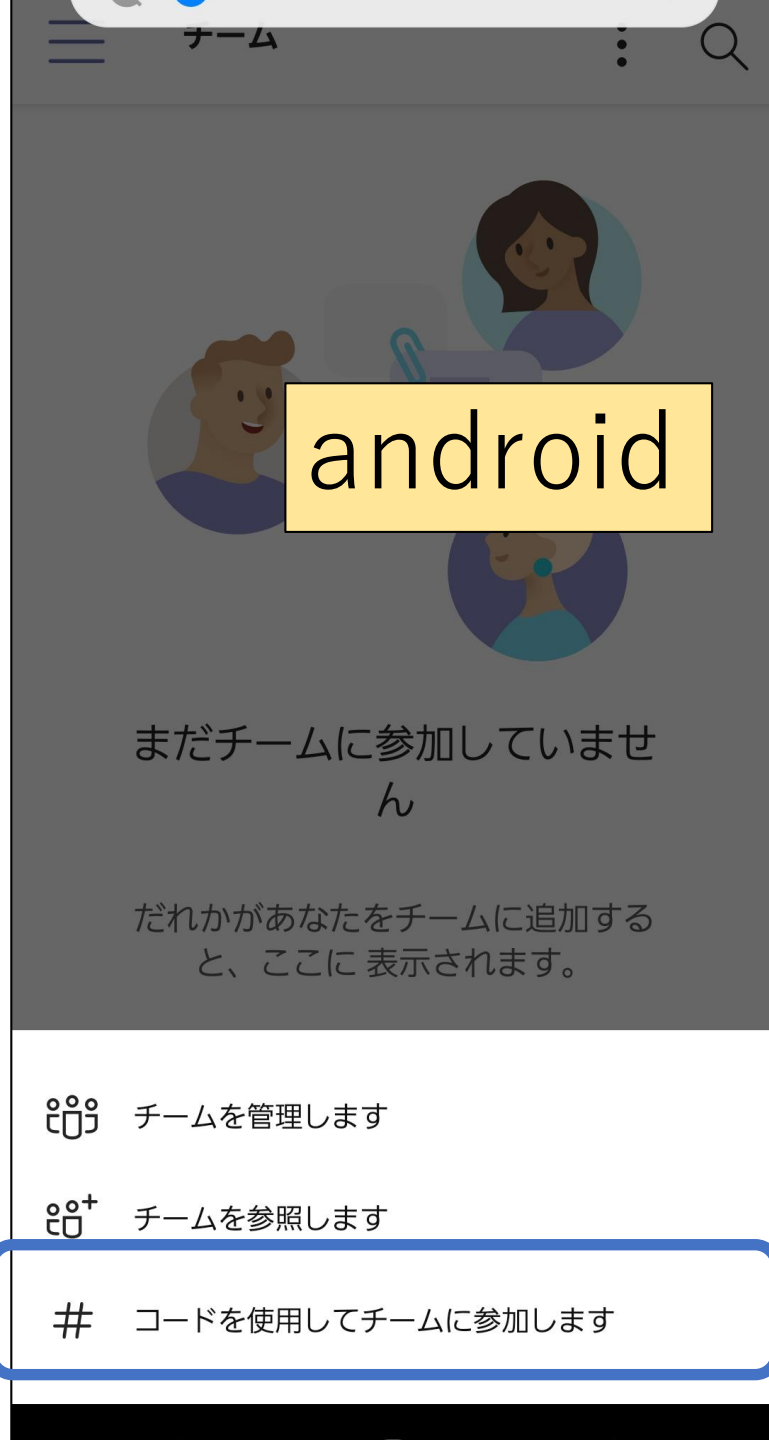 チーム
android
まだチームに参加していませ
ん
だれかがあなたをチームに追加する
と、ここに 表示されます。
チームを管理します
チームを参照します
# コードを使用してチームに参加します